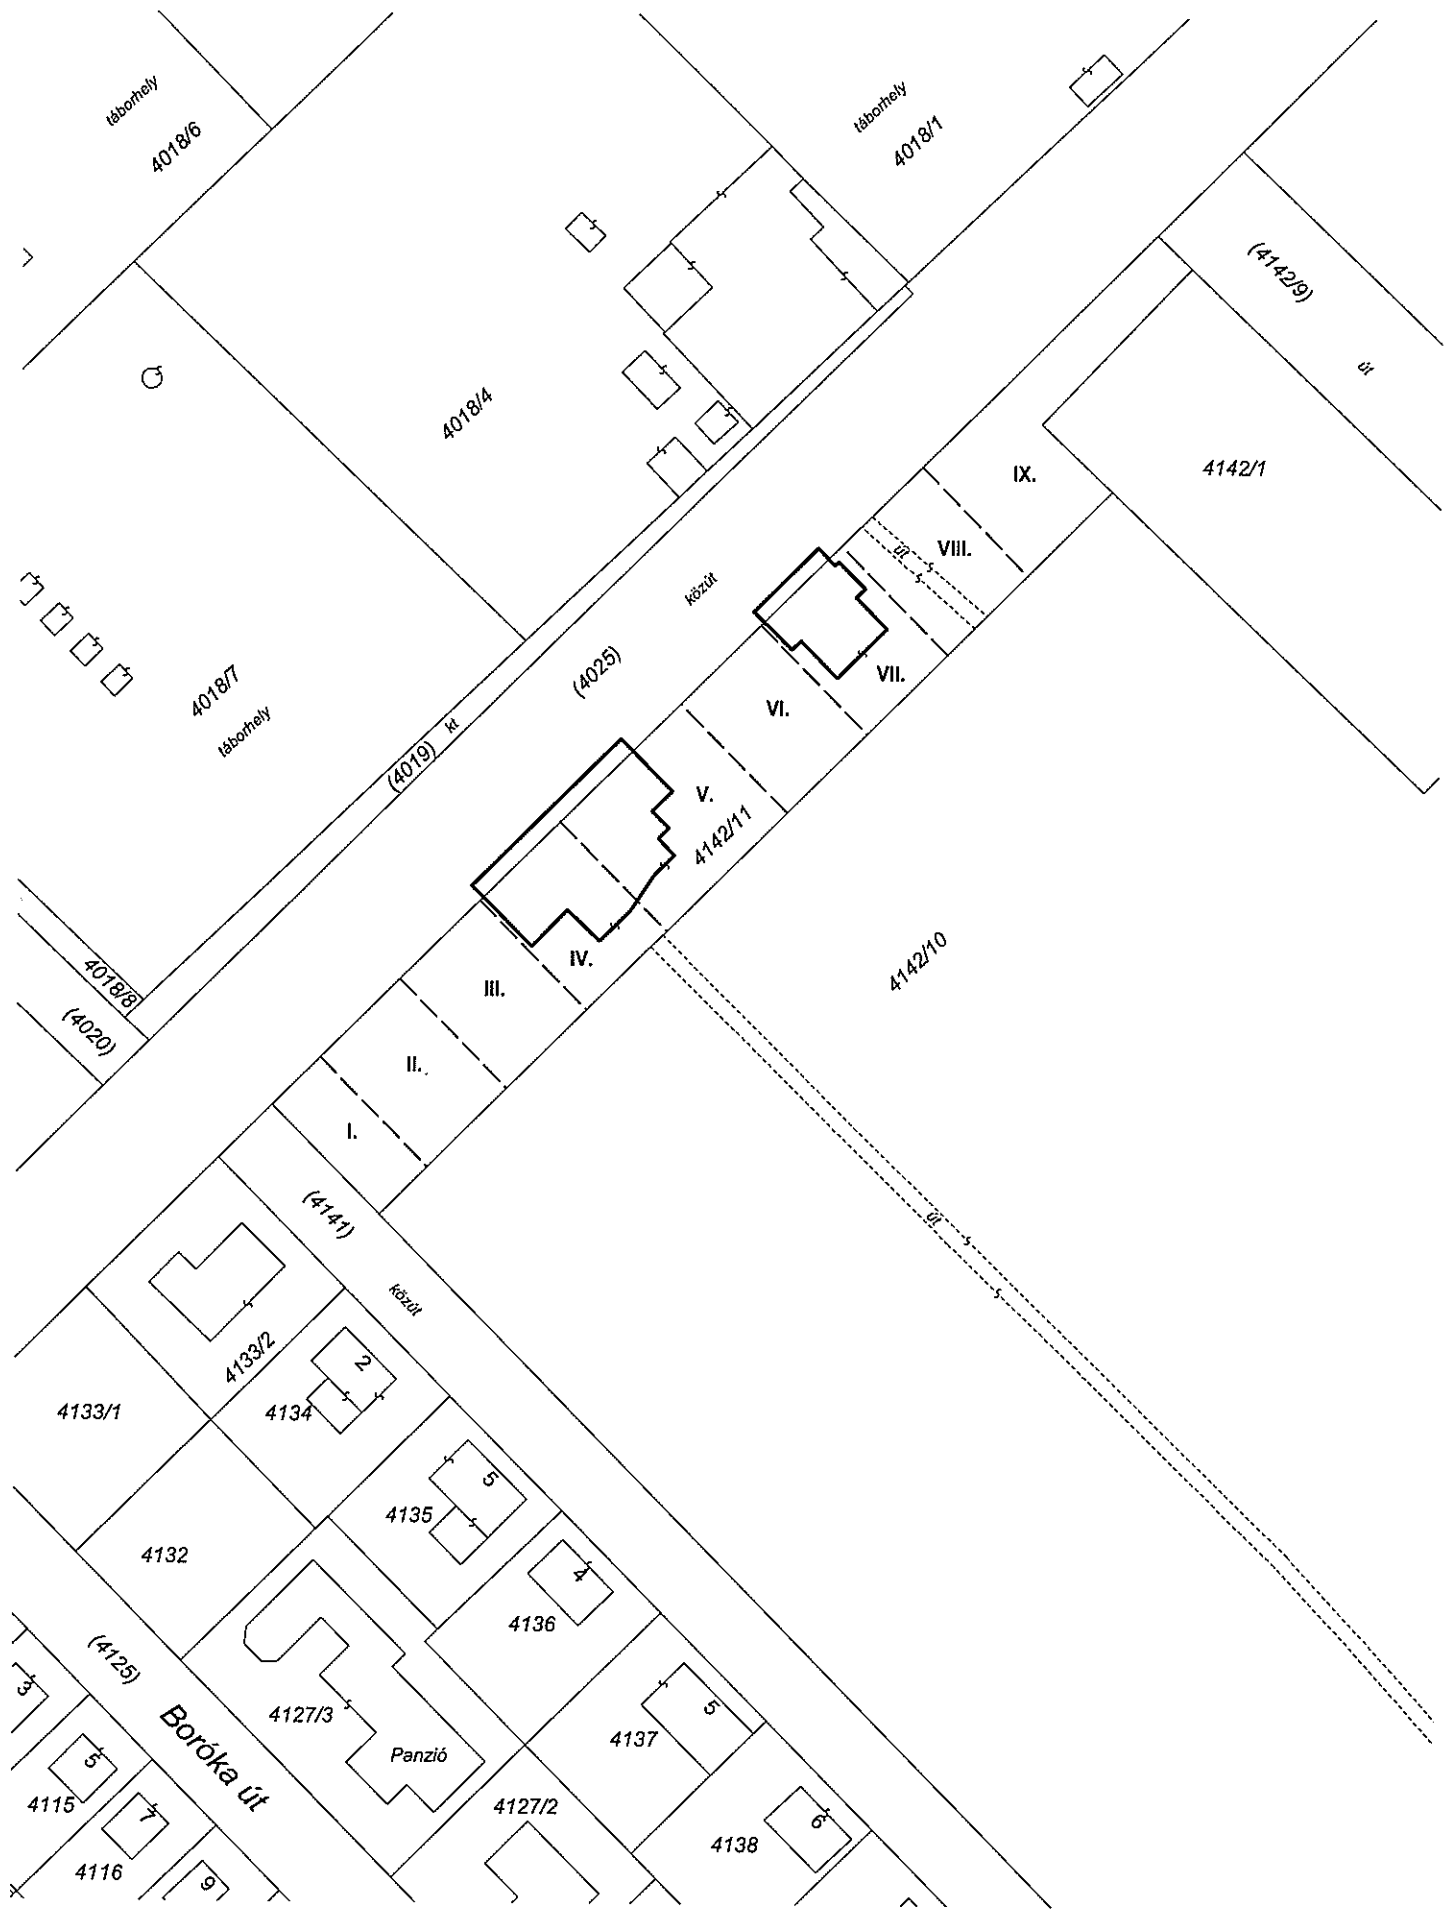 táborhely
4018/6
táborhely
4018/1
(4142/9)
út
4018/4
IX.
4142/1
VIII.
út
közút
(4025)
VII.
4018/7
táborhely
VI.
kt
(4019)
V.
4142/11
4142/10
IV.
III.
4018/8
(4020)
II.
I.
(4141)
út
közút
4133/2
2
4133/1
4134
5
4135
4132
4
4136
(4125)
3
4127/3
Boróka út
5
4137
Panzió
5
4115
7
4127/2
6
4138
4116
9